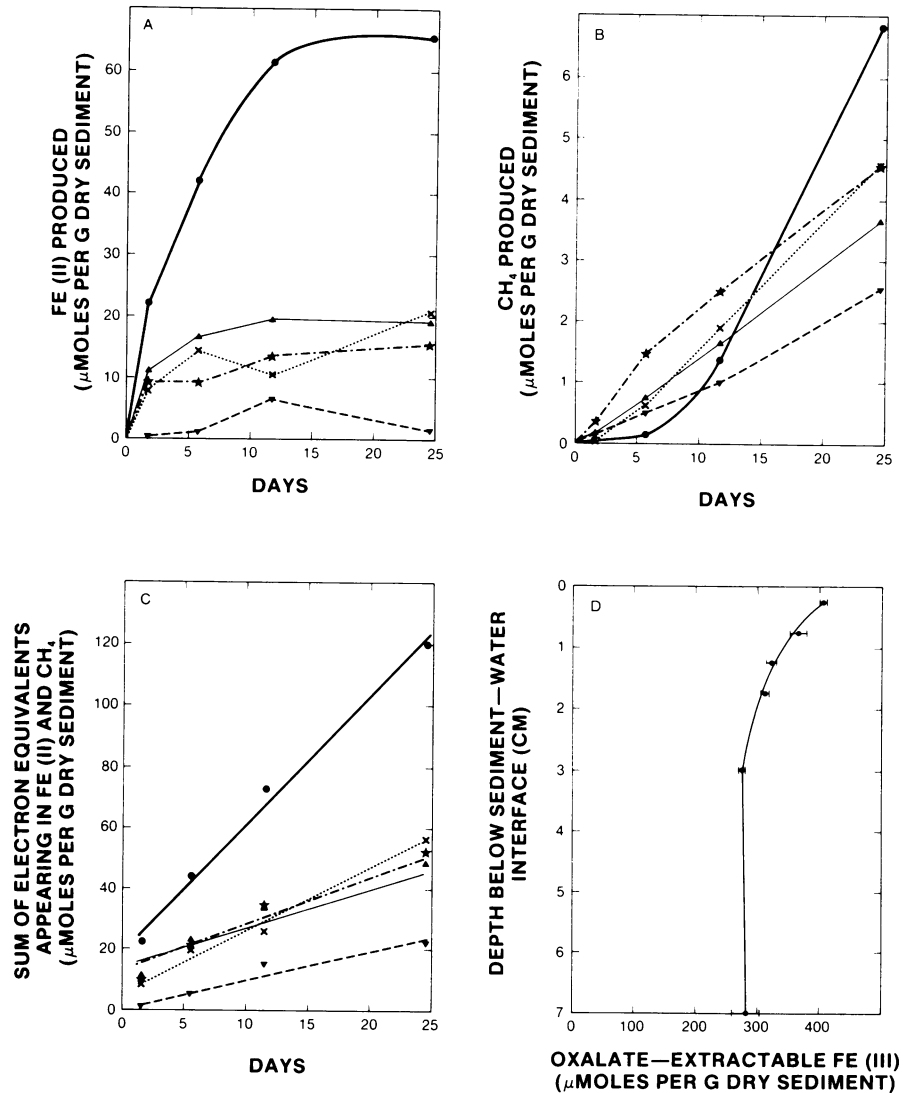 A
FE (II) PRODUCED
(μMOLES PER G DRY SEDIMENT)
60
50
40
30
20
10
0
0
5
10
15
20
25
DAYS
B
CH4 PRODUCED
(μMOLES PER G DRY SEDIMENT)
6
5
4
3
2
1
0
0
5
10
15
20
25
DAYS
C
SUM OF ELECTRON EQUIVALENTS
APPEARING IN FE (II) AND CH4
(μMOLES PER G DRY SEDIMENT)
120
100
80
60
40
20
0
0
5
10
15
20
25
DAYS
D
DEPTH BELOW SEDIMENT—WATER
INTERFACE (CM)
0
1
2
3
4
5
6
7
0
100
200
300
400
OXALATE—EXTRACTABLE FE (III)
(μMOLES PER G DRY SEDIMENT)